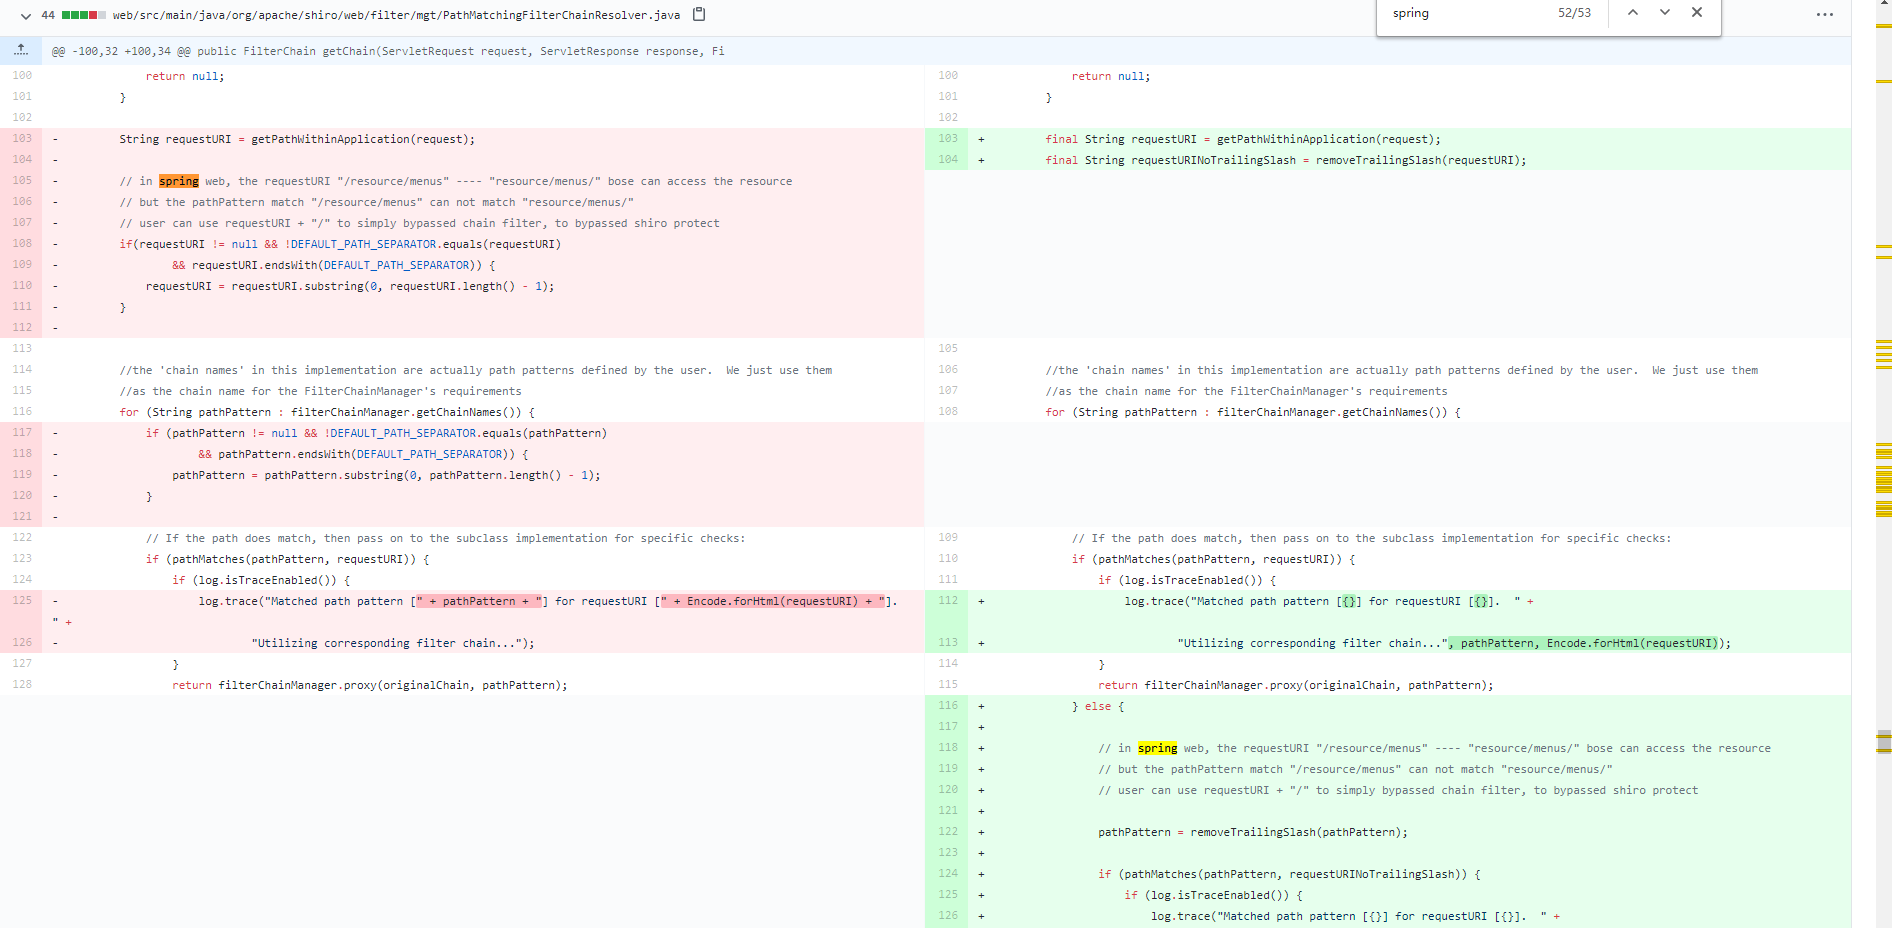 44 web/src/main/java/org/apache/shiro/web/filter/mgt/PathMatchingFilterChainResolver.java
spring 52/53
@@ -100,32 +100,34 @@ public FilterChain getChain(ServletRequest request, ServletResponse response, Fi
100 return null;
101 }
102
103 - String requestURI = getPathWithinApplication(request);
104 -
105 - // in spring web, the requestURI "/resource/menus" ---- "resource/menus/" bose can access the resource
106 - // but the pathPattern match "/resource/menus" can not match "resource/menus/"
107 - // user can use requestURI + "/" to simply bypassed chain filter, to bypassed shiro protect
108 - if(requestURI != null && !DEFAULT_PATH_SEPARATOR.equals(requestURI)
109 - && requestURI.endsWith(DEFAULT_PATH_SEPARATOR)) {
110 - requestURI = requestURI.substring(0, requestURI.length() - 1);
111 - }
112 -
113
114 //the 'chain names' in this implementation are actually path patterns defined by the user.  We just use them
115 //as the chain name for the FilterChainManager's requirements
116 for (String pathPattern : filterChainManager.getChainNames()) {
117 - if (pathPattern != null && !DEFAULT_PATH_SEPARATOR.equals(pathPattern)
118 - && pathPattern.endsWith(DEFAULT_PATH_SEPARATOR)) {
119 - pathPattern = pathPattern.substring(0, pathPattern.length() - 1);
120 - }
121 -
122 // If the path does match, then pass on to the subclass implementation for specific checks:
123 if (pathMatches(pathPattern, requestURI)) {
124 if (log.isTraceEnabled()) {
125 - log.trace("Matched path pattern [" + pathPattern + "] for requestURI [" + Encode.forHtml(requestURI) + "].
" +
126 - "Utilizing corresponding filter chain...");
127 }
128 return filterChainManager.proxy(originalChain, pathPattern);
100 return null;
101 }
102
103 + final String requestURI = getPathWithinApplication(request);
104 + final String requestURINoTrailingSlash = removeTrailingSlash(requestURI);
105
106 //the 'chain names' in this implementation are actually path patterns defined by the user.  We just use them
107 //as the chain name for the FilterChainManager's requirements
108 for (String pathPattern : filterChainManager.getChainNames()) {
109 // If the path does match, then pass on to the subclass implementation for specific checks:
110 if (pathMatches(pathPattern, requestURI)) {
111 if (log.isTraceEnabled()) {
112 + log.trace("Matched path pattern [{}] for requestURI [{}].  " +
113 + "Utilizing corresponding filter chain...", pathPattern, Encode.forHtml(requestURI));
114 }
115 return filterChainManager.proxy(originalChain, pathPattern);
116 + } else {
117 +
118 + // in spring web, the requestURI "/resource/menus" ---- "resource/menus/" bose can access the resource
119 + // but the pathPattern match "/resource/menus" can not match "resource/menus/"
120 + // user can use requestURI + "/" to simply bypassed chain filter, to bypassed shiro protect
121 +
122 + pathPattern = removeTrailingSlash(pathPattern);
123 +
124 + if (pathMatches(pathPattern, requestURINoTrailingSlash)) {
125 + if (log.isTraceEnabled()) {
126 + log.trace("Matched path pattern [{}] for requestURI [{}].  " +